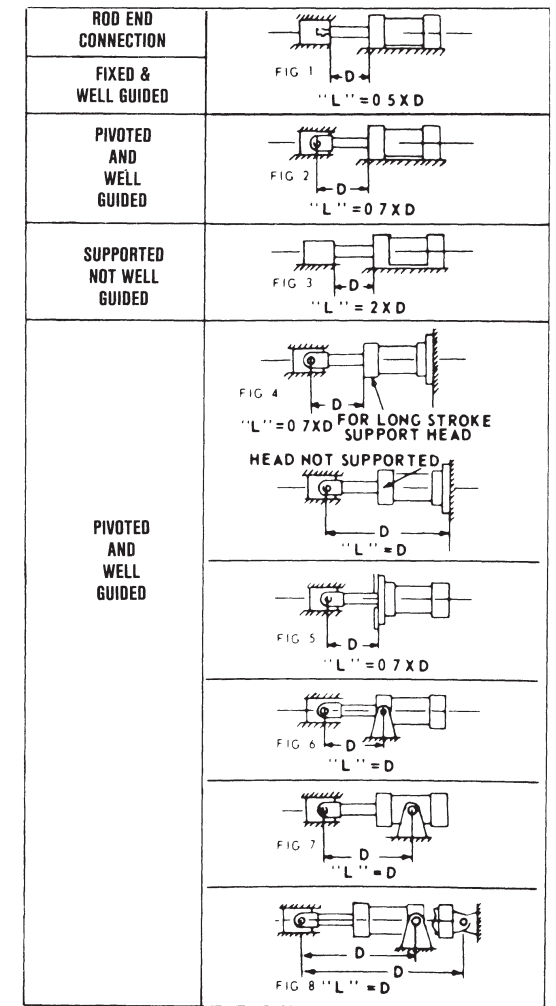 ROD END
CONNECTION
FIXED &
WELL GUIDED
FIG 1
D
"L" = 0 5 X D
PIVOTED
AND
WELL
GUIDED
FIG 2
D
"L" = 0 7 X D
SUPPORTED
NOT WELL
GUIDED
FIG 3
D
"L" = 2 X D
PIVOTED
AND
WELL
GUIDED
FIG 4
D
"L" = 0 7XD
FOR LONG STROKE
SUPPORT HEAD
HEAD NOT SUPPORTED
D
"L" = D
FIG 5
D
"L" = 0 7 X D
FIG 6
D
"L" = D
FIG 7
D
"L" = D
D
D
FIG 8 "L" = D